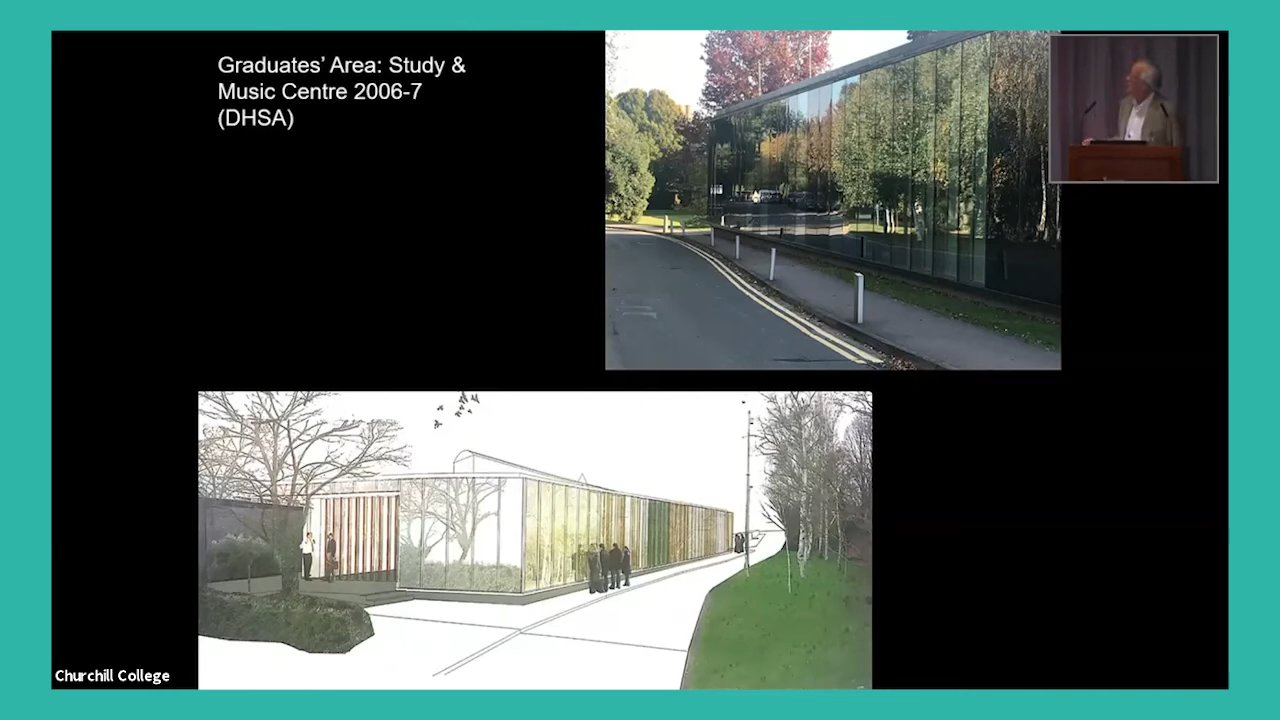 Graduates’ Area: Study &
Music Centre 2006-7
(DHSA)
Churchill College